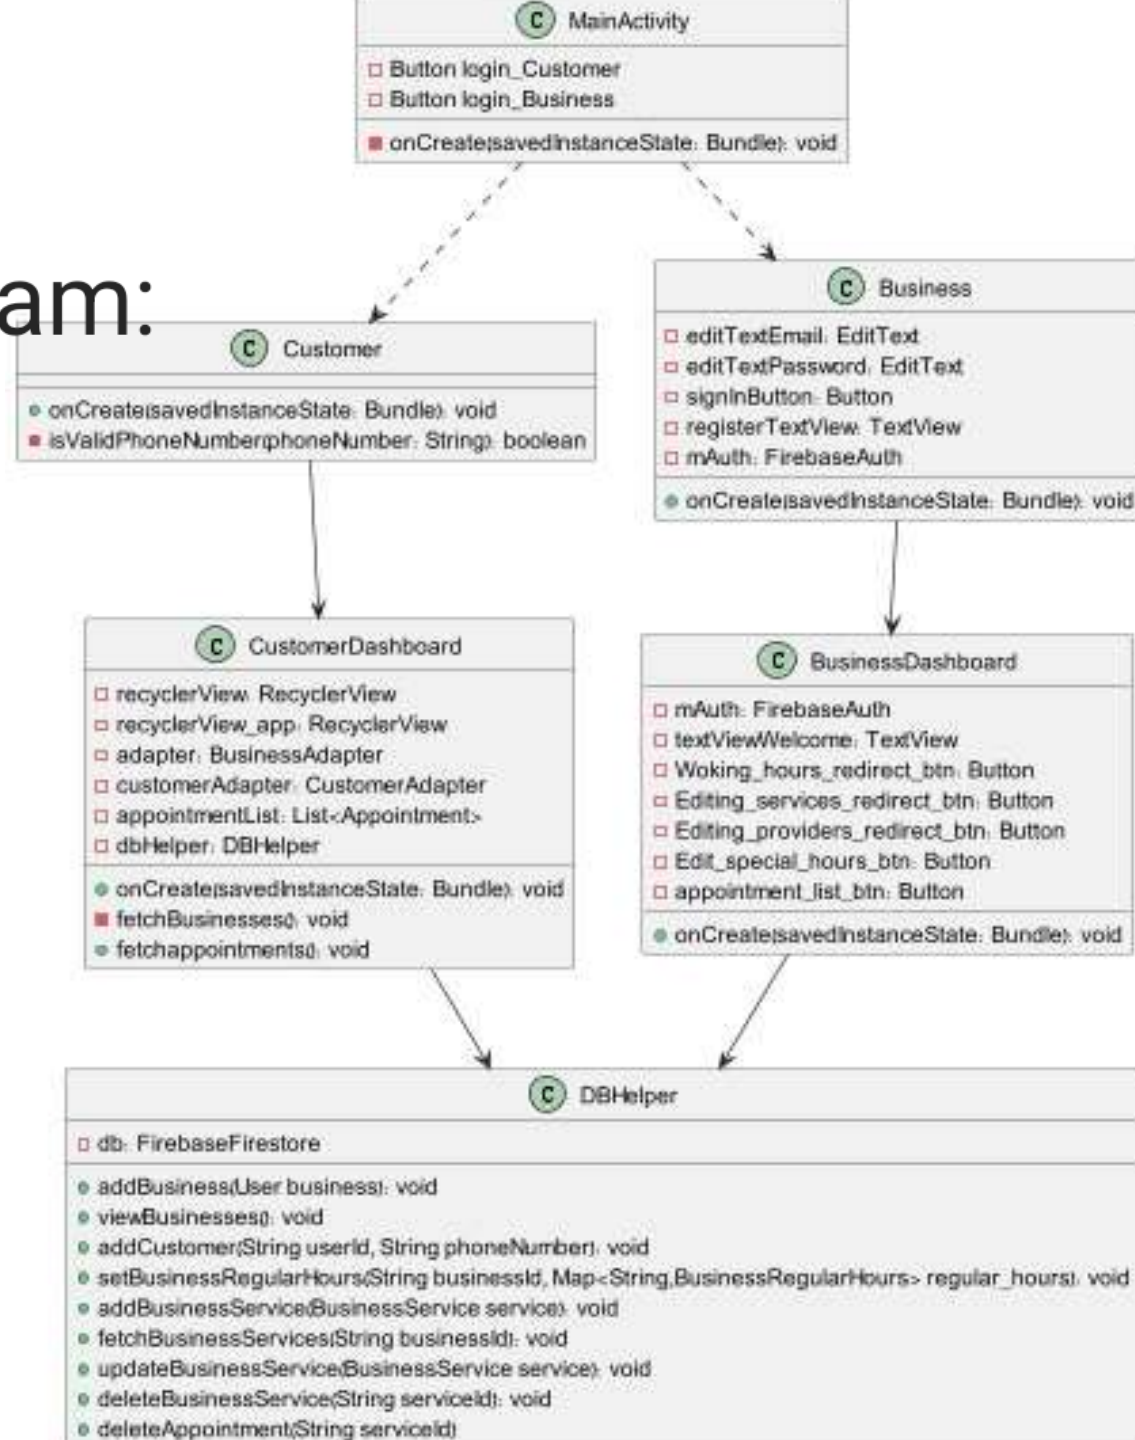 C MainActivity
Button login_Customer
Button login_Business
onCreate(savedInstanceState: Bundle): void
am:
C Customer
onCreate(savedInstanceState: Bundle): void
isValidPhoneNumber(phoneNumber: String): boolean
C Business
editTextEmail: EditText
editTextPassword: EditText
signInButton: Button
registerTextView: TextView
mAuth: FirebaseAuth
onCreate(savedInstanceState: Bundle): void
C CustomerDashboard
recyclerView: RecyclerView
recyclerView_app: RecyclerView
adapter: BusinessAdapter
customerAdapter: CustomerAdapter
appointmentList: List<Appointment>
dbHelper: DBHelper
onCreate(savedInstanceState: Bundle): void
fetchBusinesses(): void
fetchappointments(): void
C BusinessDashboard
mAuth: FirebaseAuth
textViewWelcome: TextView
Woking_hours_redirect_btn: Button
Editing_services_redirect_btn: Button
Editing_providers_redirect_btn: Button
Edit_special_hours_btn: Button
appointment_list_btn: Button
onCreate(savedInstanceState: Bundle): void
C DBHelper
db: FirebaseFirestore
addBusiness(User business): void
viewBusinesses(): void
addCustomer(String userId, String phoneNumber): void
setBusinessRegularHours(String businessId, Map<String,BusinessRegularHours> regular_hours): void
addBusinessService(BusinessService service): void
fetchBusinessServices(String businessId): void
updateBusinessService(BusinessService service): void
deleteBusinessService(String serviceId): void
deleteAppointment(String serviceId)